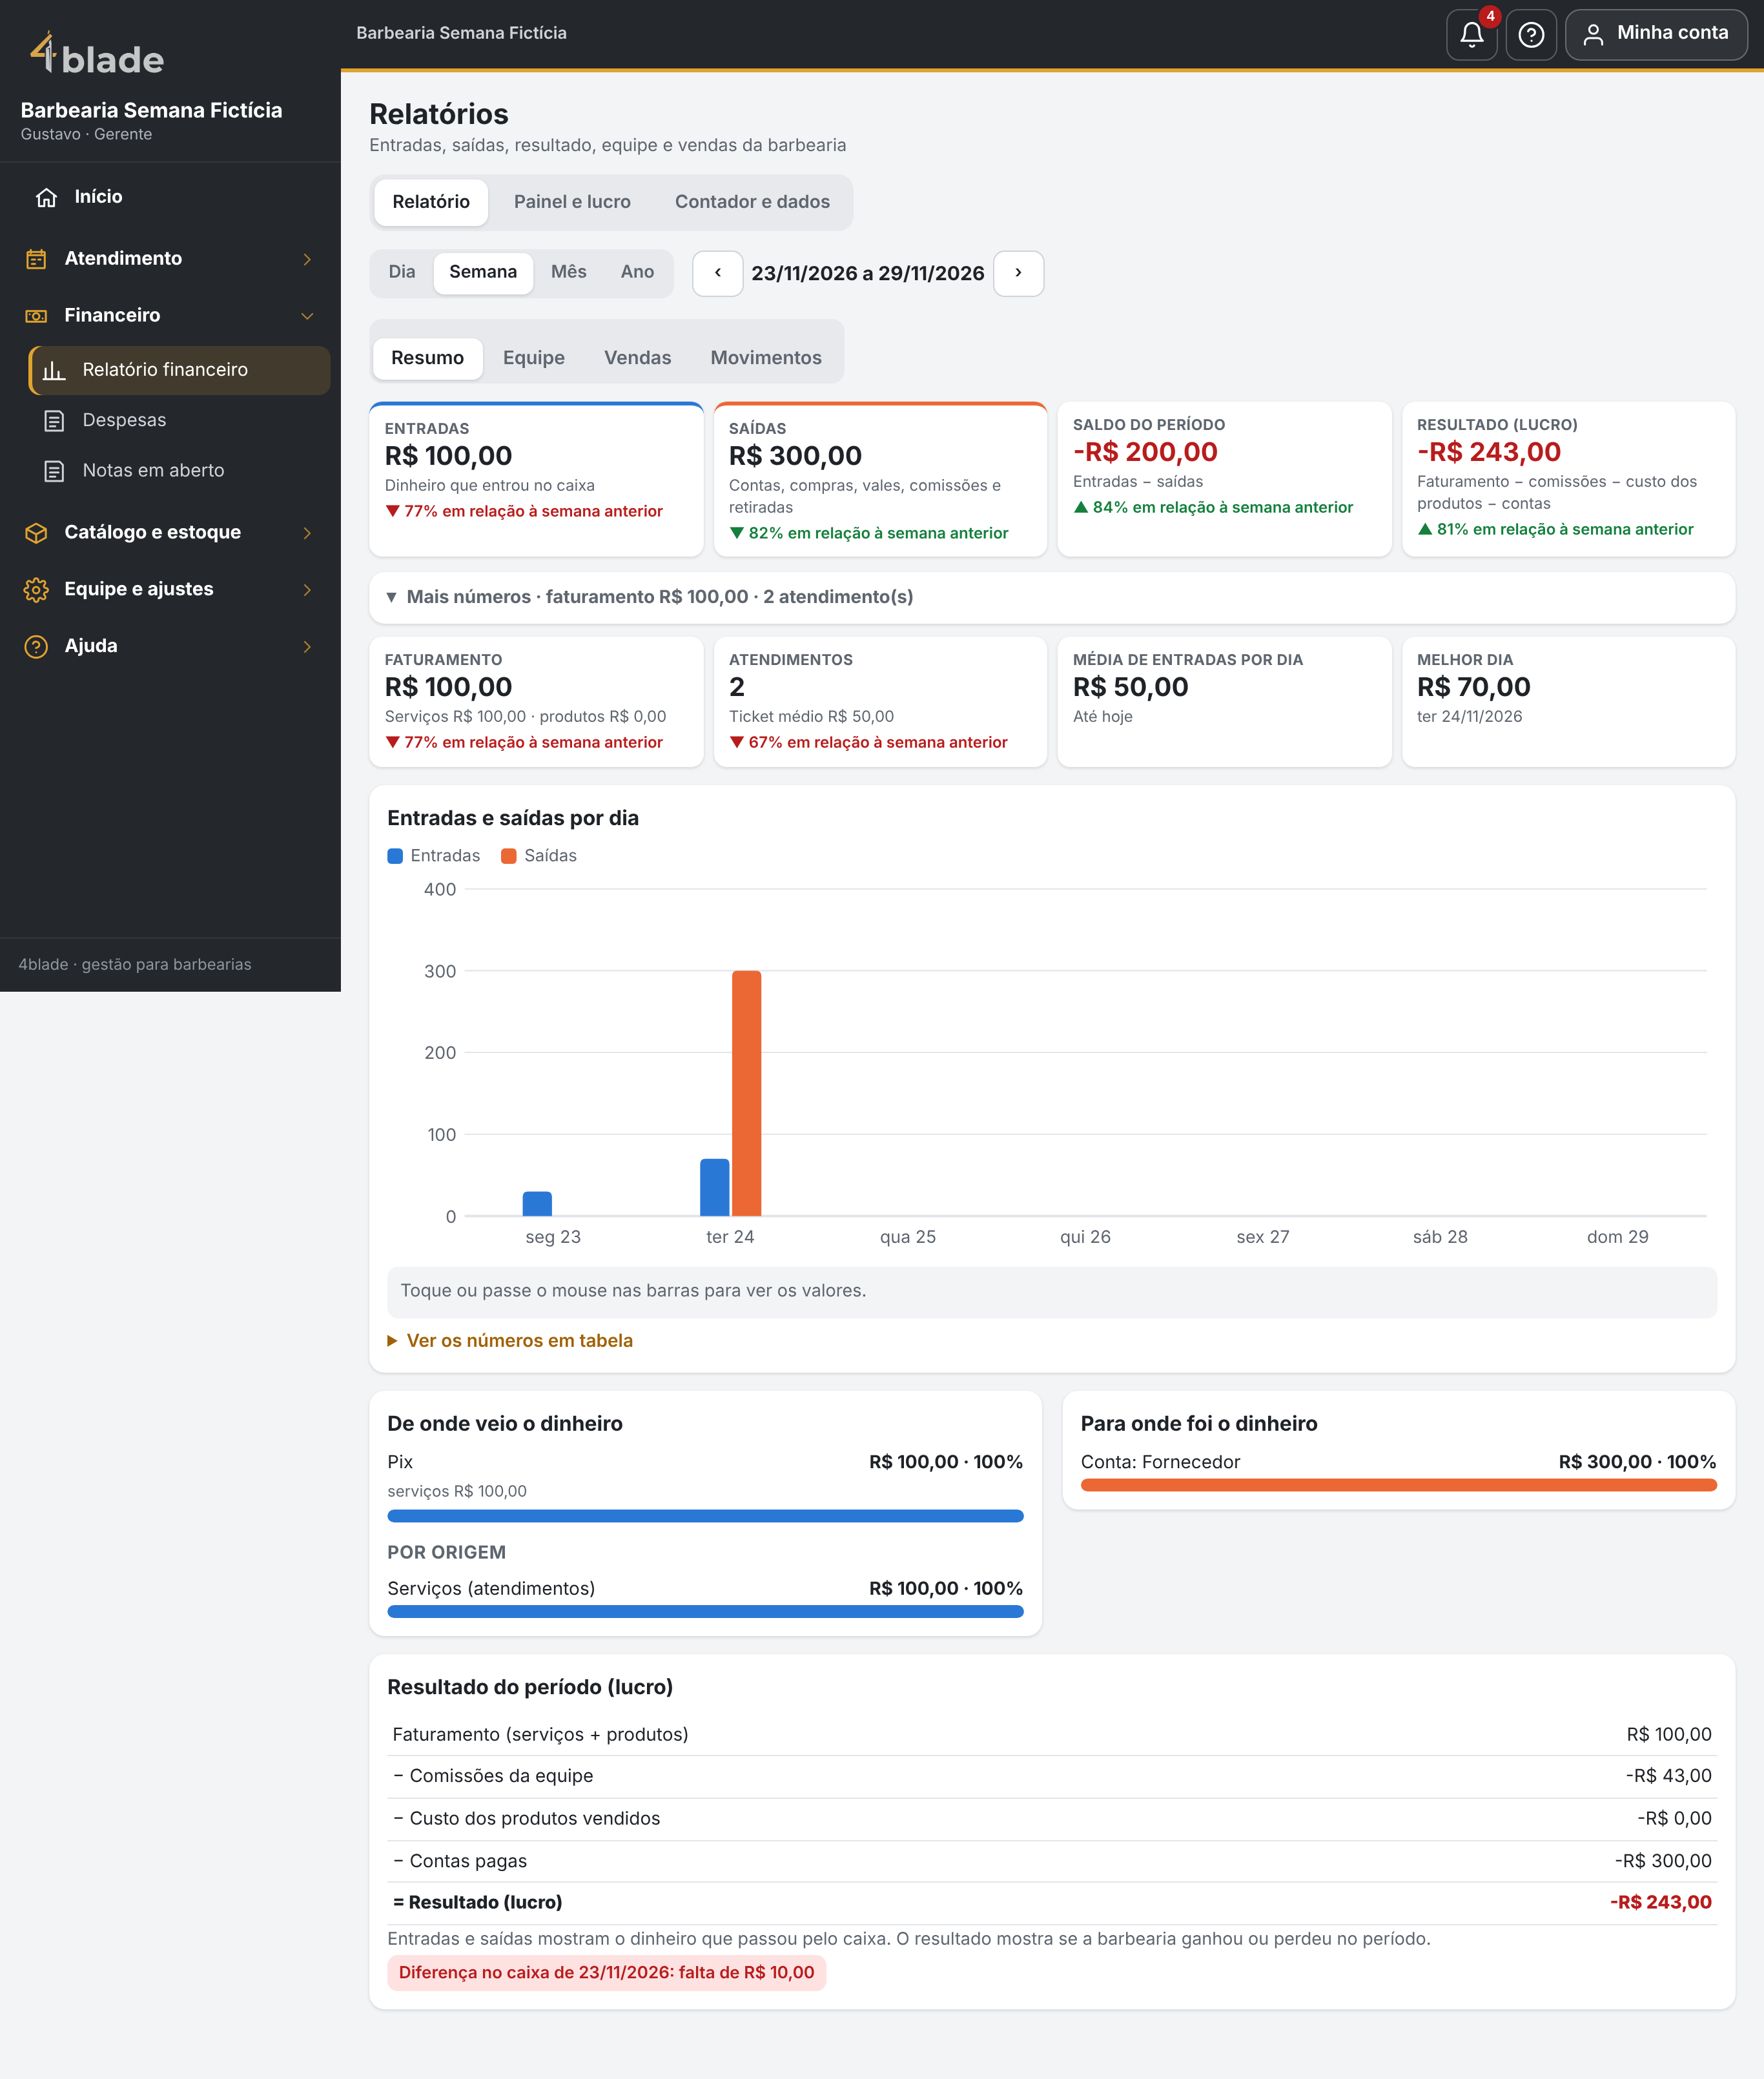 4blade
Barbearia Semana Fictícia
Gustavo · Gerente
Início
Atendimento
Financeiro
Relatório financeiro
Despesas
Notas em aberto
Catálogo e estoque
Equipe e ajustes
Ajuda
4blade · gestão para barbearias
Barbearia Semana Fictícia
4
Minha conta
Relatórios
Entradas, saídas, resultado, equipe e vendas da barbearia
Relatório Painel e lucro Contador e dados
Dia Semana Mês Ano ‹ 23/11/2026 a 29/11/2026 ›
Resumo Equipe Vendas Movimentos
ENTRADAS
R$ 100,00
Dinheiro que entrou no caixa
▼ 77% em relação à semana anterior
SAÍDAS
R$ 300,00
Contas, compras, vales, comissões e
retiradas
▼ 82% em relação à semana anterior
SALDO DO PERÍODO
-R$ 200,00
Entradas − saídas
▲ 84% em relação à semana anterior
RESULTADO (LUCRO)
-R$ 243,00
Faturamento − comissões − custo dos
produtos − contas
▲ 81% em relação à semana anterior
▼ Mais números · faturamento R$ 100,00 · 2 atendimento(s)
FATURAMENTO
R$ 100,00
Serviços R$ 100,00 · produtos R$ 0,00
▼ 77% em relação à semana anterior
ATENDIMENTOS
2
Ticket médio R$ 50,00
▼ 67% em relação à semana anterior
MÉDIA DE ENTRADAS POR DIA
R$ 50,00
Até hoje
MELHOR DIA
R$ 70,00
ter 24/11/2026
Entradas e saídas por dia
Entradas Saídas
400
300
200
100
0
seg 23 ter 24 qua 25 qui 26 sex 27 sáb 28 dom 29
Toque ou passe o mouse nas barras para ver os valores.
▶ Ver os números em tabela
De onde veio o dinheiro
Pix R$ 100,00 · 100%
serviços R$ 100,00
POR ORIGEM
Serviços (atendimentos) R$ 100,00 · 100%
Para onde foi o dinheiro
Conta: Fornecedor R$ 300,00 · 100%
Resultado do período (lucro)
Faturamento (serviços + produtos) R$ 100,00
− Comissões da equipe -R$ 43,00
− Custo dos produtos vendidos -R$ 0,00
− Contas pagas -R$ 300,00
= Resultado (lucro) -R$ 243,00
Entradas e saídas mostram o dinheiro que passou pelo caixa. O resultado mostra se a barbearia ganhou ou perdeu no período.
Diferença no caixa de 23/11/2026: falta de R$ 10,00